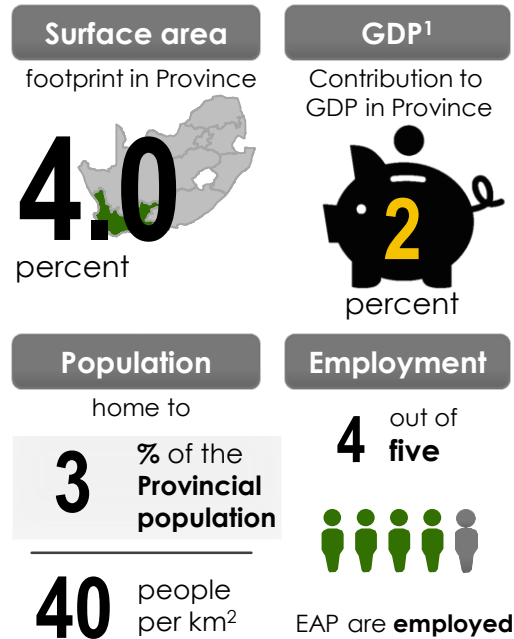 Surface area
footprint in Province
4.0
percent
GDP¹
Contribution to
GDP in Province
2
percent
Population
home to
3
% of the
Provincial
population
40
people
per km²
Employment
4
out of
five
EAP are employed